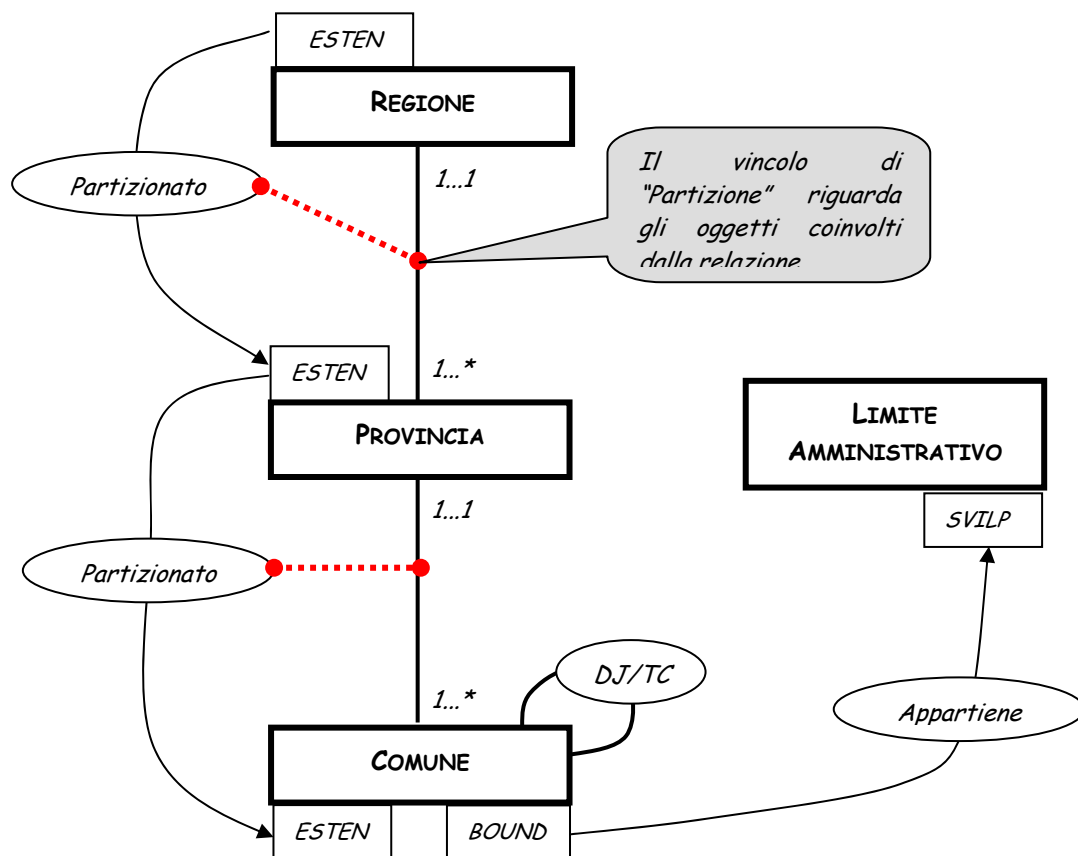 ESTEN
REGIONE
Partizionato
1...1
Il vincolo di
"Partizione” riguarda
gli oggetti coinvolti
dalla relazione
1...*
ESTEN
PROVINCIA
LIMITE
AMMINISTRATIVO
1...1
SVILP
Partizionato
DJ/TC
1...*
Appartiene
COMUNE
ESTEN
BOUND